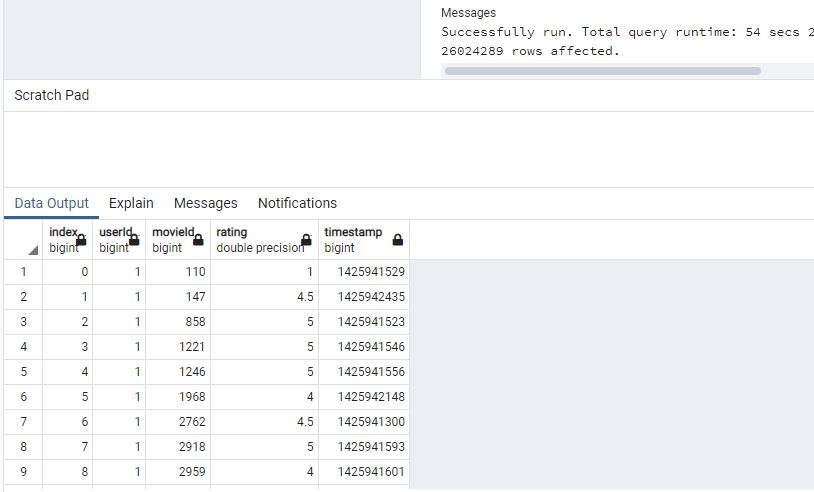 Messages
Successfully run. Total query runtime: 54 secs 2
26024289 rows affected.
Scratch Pad
Data Output Explain Messages Notifications
index userId movieId rating timestamp
bigint bigint bigint double precision bigint
1 0 1 110 1 1425941529
2 1 1 147 4.5 1425942435
3 2 1 858 5 1425941523
4 3 1 1221 5 1425941546
5 4 1 1246 5 1425941556
6 5 1 1968 4 1425942148
7 6 1 2762 4.5 1425941300
8 7 1 2918 5 1425941593
9 8 1 2959 4 1425941601